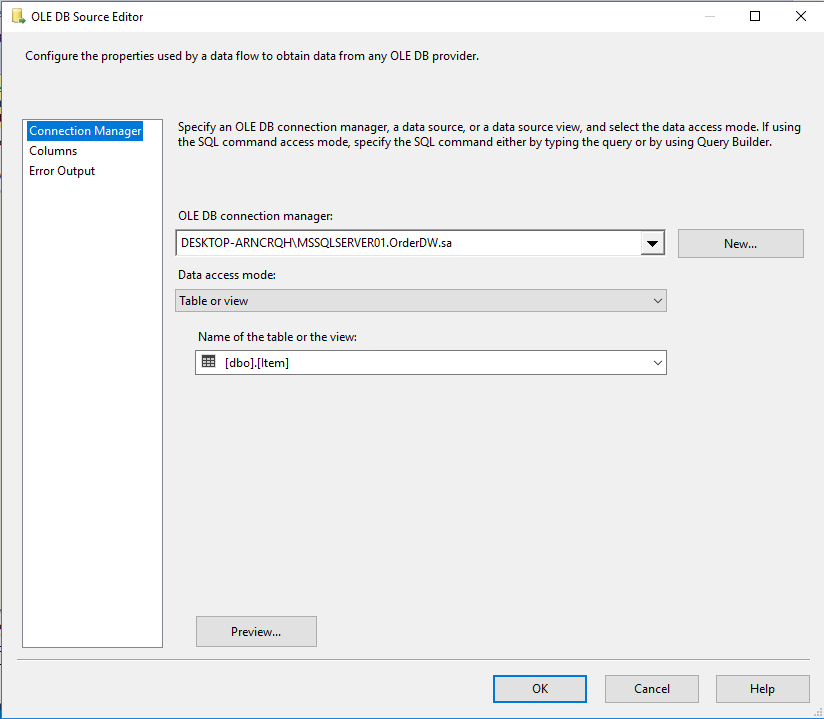 OLE DB Source Editor
Configure the properties used by a data flow to obtain data from any OLE DB provider.
Connection Manager
Columns
Error Output
Specify an OLE DB connection manager, a data source, or a data source view, and select the data access mode. If using
the SQL command access mode, specify the SQL command either by typing the query or by using Query Builder.
OLE DB connection manager:
DESKTOP-ARNCRQH\MSSQLSERVER01.OrderDW.sa
New...
Data access mode:
Table or view
Name of the table or the view:
[dbo].[Item]
Preview...
OK
Cancel
Help